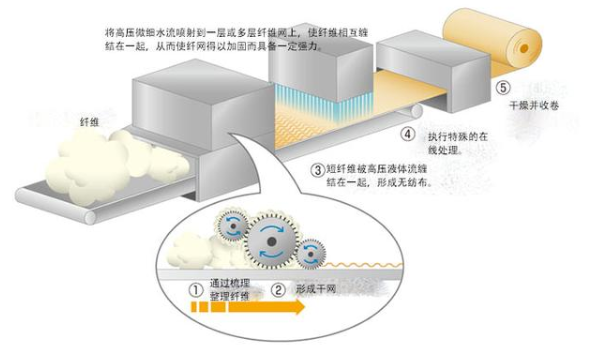 将高压微细水流喷射到一层或多层纤维网上，使纤维相互缠
结在一起，从而使纤网得以加固而具备一定强力。
纤维
⑤
干燥并收卷
④
执行特殊的在
线处理。
③ 短纤维被高压液体流缠
结在一起，形成无纺布。
① 通过梳理
整理纤维
② 形成干网